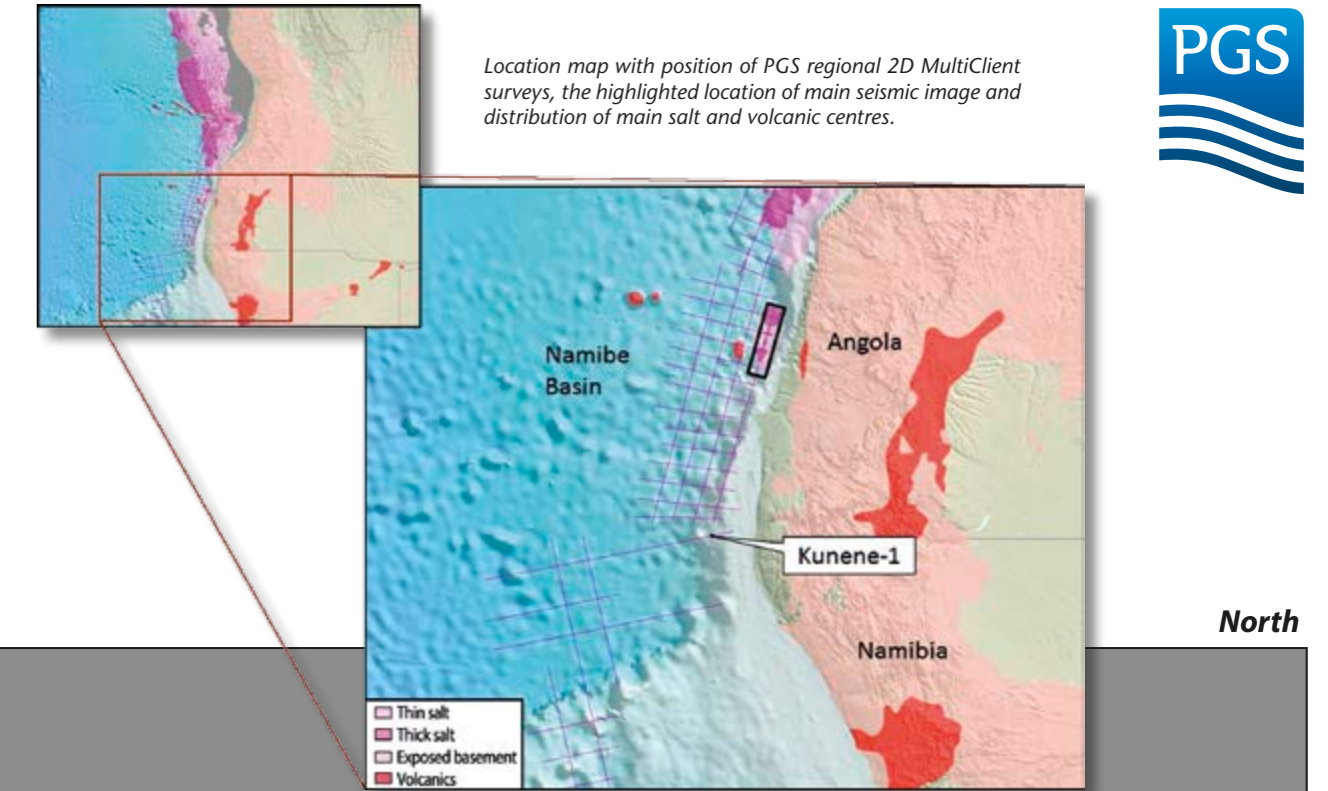 Location map with position of PGS regional 2D MultiClient
surveys, the highlighted location of main seismic image and
distribution of main salt and volcanic centres.
PGS
Namibe
Basin
Angola
Kunene-1
Namibia
North
Thin salt
Thick salt
Exposed basement
Volcanics